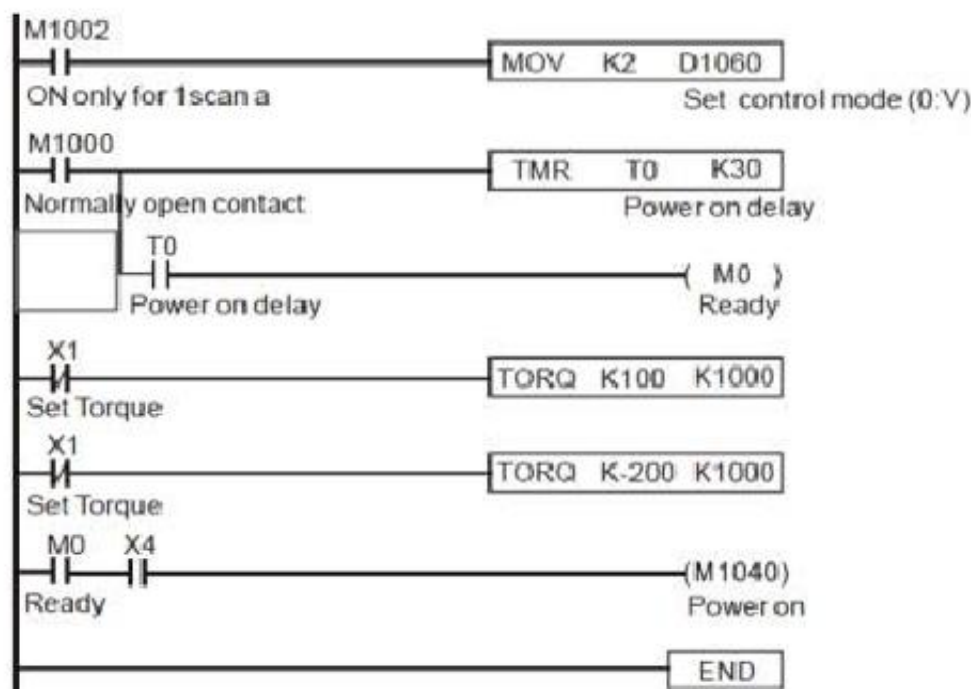 M1002
MOV K2 D1060
ON only for 1scan a
Set control mode (0:V)
M1000
TMR T0 K30
Normally open contact
Power on delay
T0
( M0 )
Power on delay
Ready
X1
TORQ K100 K1000
Set Torque
X1
TORQ K-200 K1000
Set Torque
M0 X4
(M1040)
Ready
Power on
END